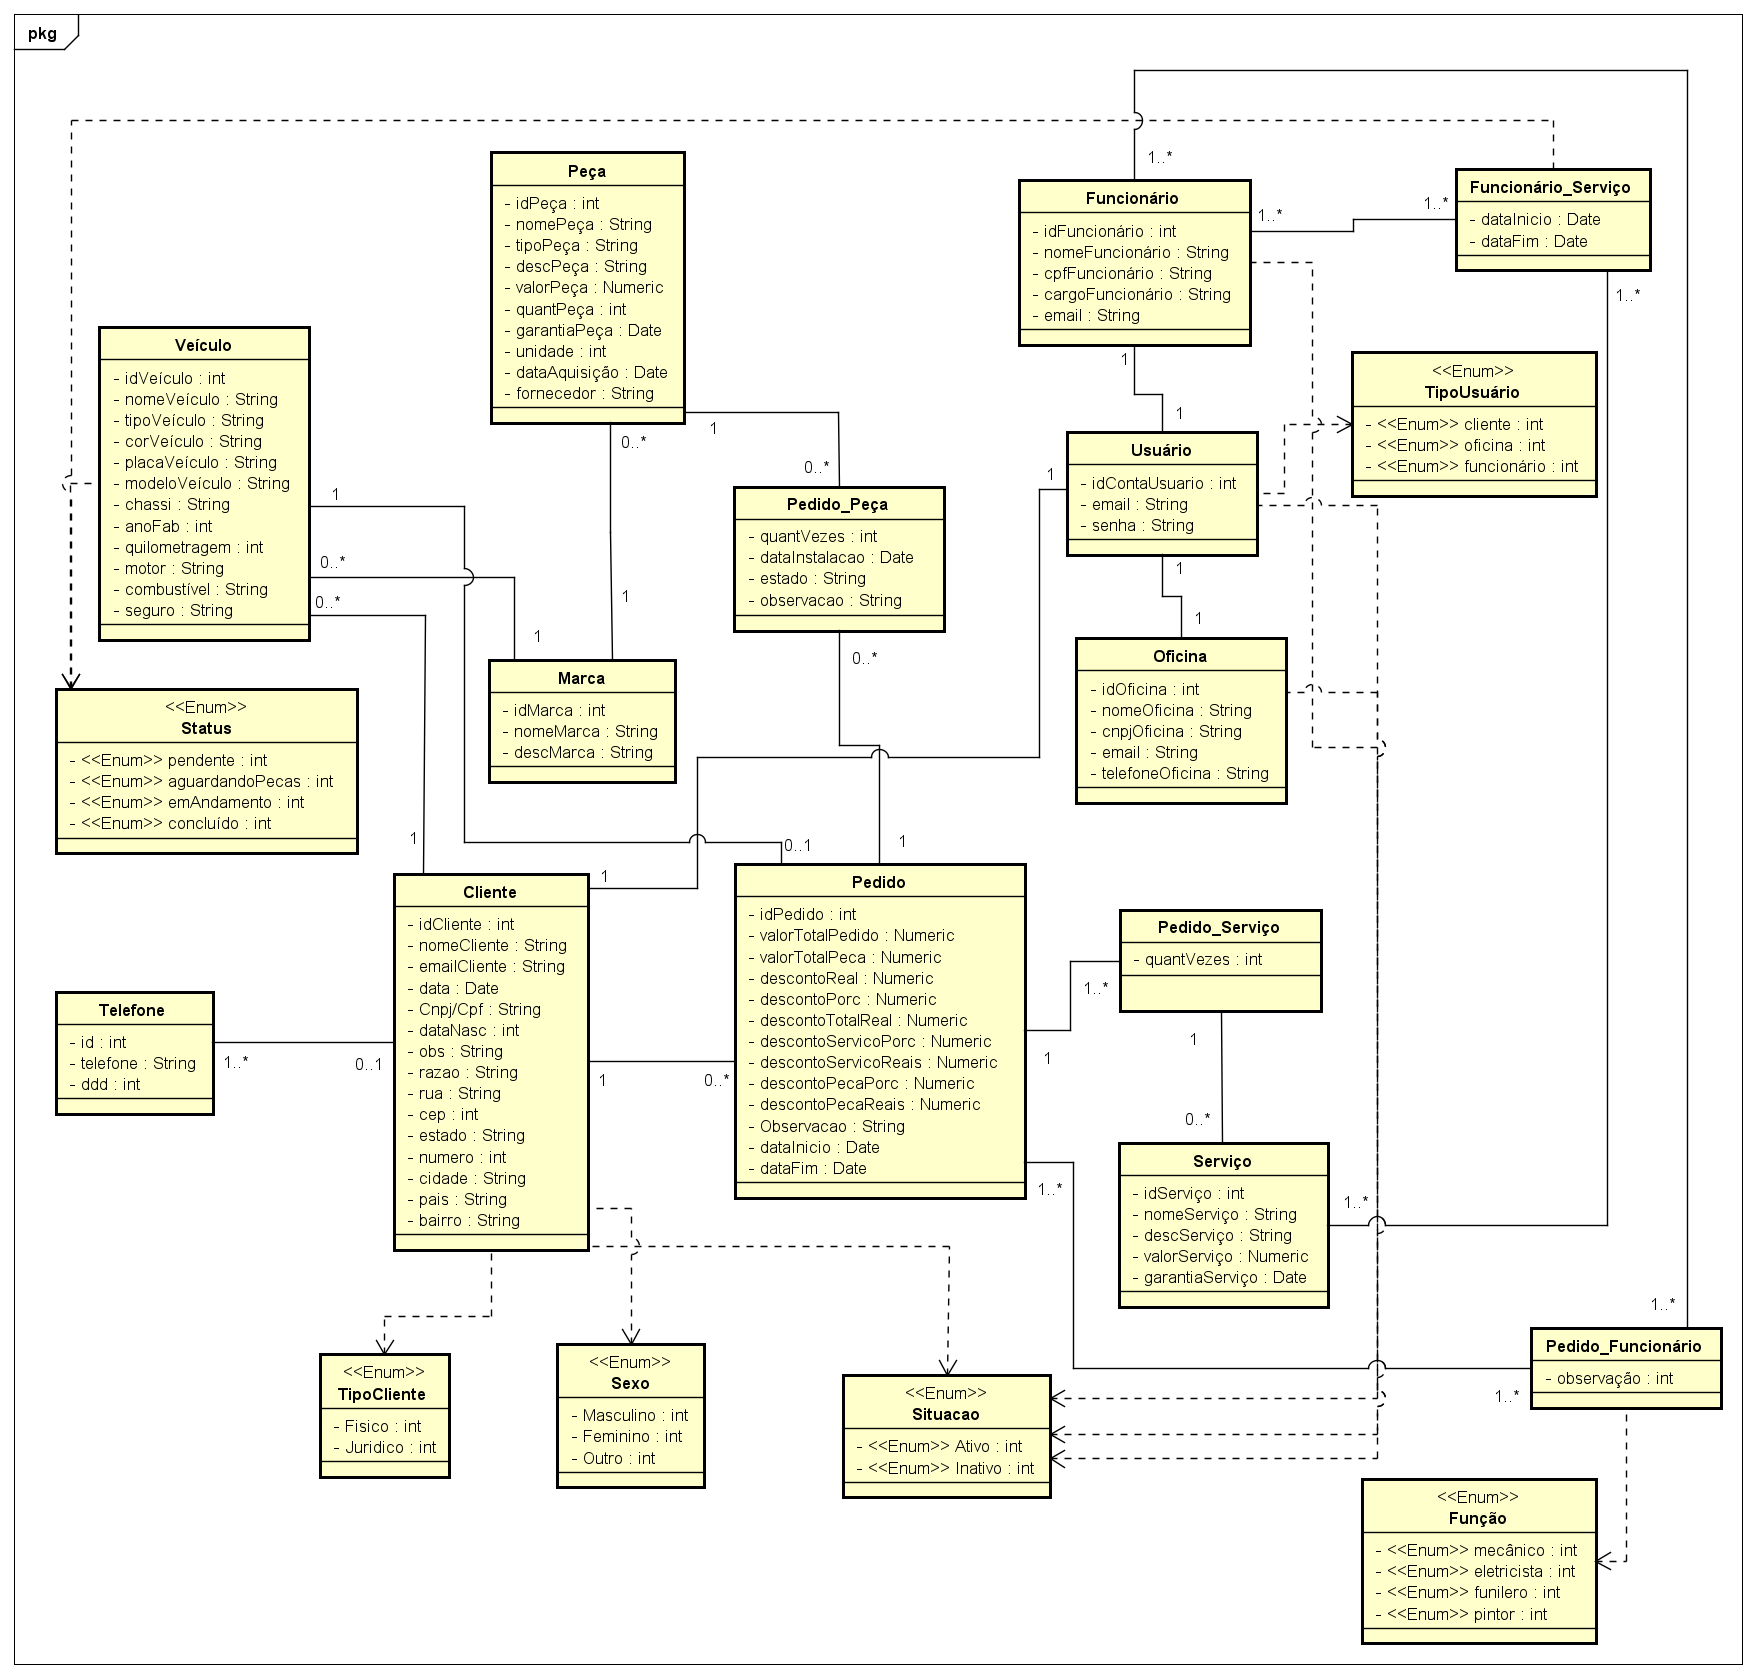 pkg
Peça
- idPeça : int
- nomePeça : String
- tipoPeça : String
- descPeça : String
- valorPeça : Numeric
- quantPeça : int
- garantiaPeça : Date
- unidade : int
- dataAquisição : Date
- fornecedor : String
1..*
Funcionário
- idFuncionário : int
- nomeFuncionário : String
- cpfFuncionário : String
- cargoFuncionário : String
- email : String
1..*
1..*
Funcionário_Serviço
- dataInicio : Date
- dataFim : Date
1..*
Veículo
- idVeículo : int
- nomeVeículo : String
- tipoVeículo : String
- corVeículo : String
- placaVeículo : String
- modeloVeículo : String
- chassi : String
- anoFab : int
- quilometragem : int
- motor : String
- combustível : String
- seguro : String
1
0..*
0..*
0..*
1
1
1
0..*
Pedido_Peça
- quantVezes : int
- dataInstalacao : Date
- estado : String
- observacao : String
0..*
1
1
1
Usuário
- idContaUsuario : int
- email : String
- senha : String
1
1
<<Enum>>
TipoUsuário
- <<Enum>> cliente : int
- <<Enum>> oficina : int
- <<Enum>> funcionário : int
Oficina
- idOficina : int
- nomeOficina : String
- cnpjOficina : String
- email : String
- telefoneOficina : String
Marca
- idMarca : int
- nomeMarca : String
- descMarca : String
<<Enum>>
Status
- <<Enum>> pendente : int
- <<Enum>> aguardandoPecas : int
- <<Enum>> emAndamento : int
- <<Enum>> concluído : int
1
1
0..1
1
Cliente
- idCliente : int
- nomeCliente : String
- emailCliente : String
- data : Date
- Cnpj/Cpf : String
- dataNasc : int
- obs : String
- razao : String
- rua : String
- cep : int
- estado : String
- numero : int
- cidade : String
- pais : String
- bairro : String
Pedido
- idPedido : int
- valorTotalPedido : Numeric
- valorTotalPeca : Numeric
- descontoReal : Numeric
- descontoPorc : Numeric
- descontoTotalReal : Numeric
- descontoServicoPorc : Numeric
- descontoServicoReais : Numeric
- descontoPecaPorc : Numeric
- descontoPecaReais : Numeric
- Observacao : String
- dataInicio : Date
- dataFim : Date
Pedido_Serviço
- quantVezes : int
1..*
1
1
0..*
Telefone
- id : int
- telefone : String
- ddd : int
1..*
0..1
1
0..*
1..*
Serviço
- idServiço : int
- nomeServiço : String
- descServiço : String
- valorServiço : Numeric
- garantiaServiço : Date
1..*
1..*
Pedido_Funcionário
- observação : int
1..*
<<Enum>>
TipoCliente
- Fisico : int
- Juridico : int
<<Enum>>
Sexo
- Masculino : int
- Feminino : int
- Outro : int
<<Enum>>
Situacao
- <<Enum>> Ativo : int
- <<Enum>> Inativo : int
<<Enum>>
Função
- <<Enum>> mecânico : int
- <<Enum>> eletricista : int
- <<Enum>> funilero : int
- <<Enum>> pintor : int